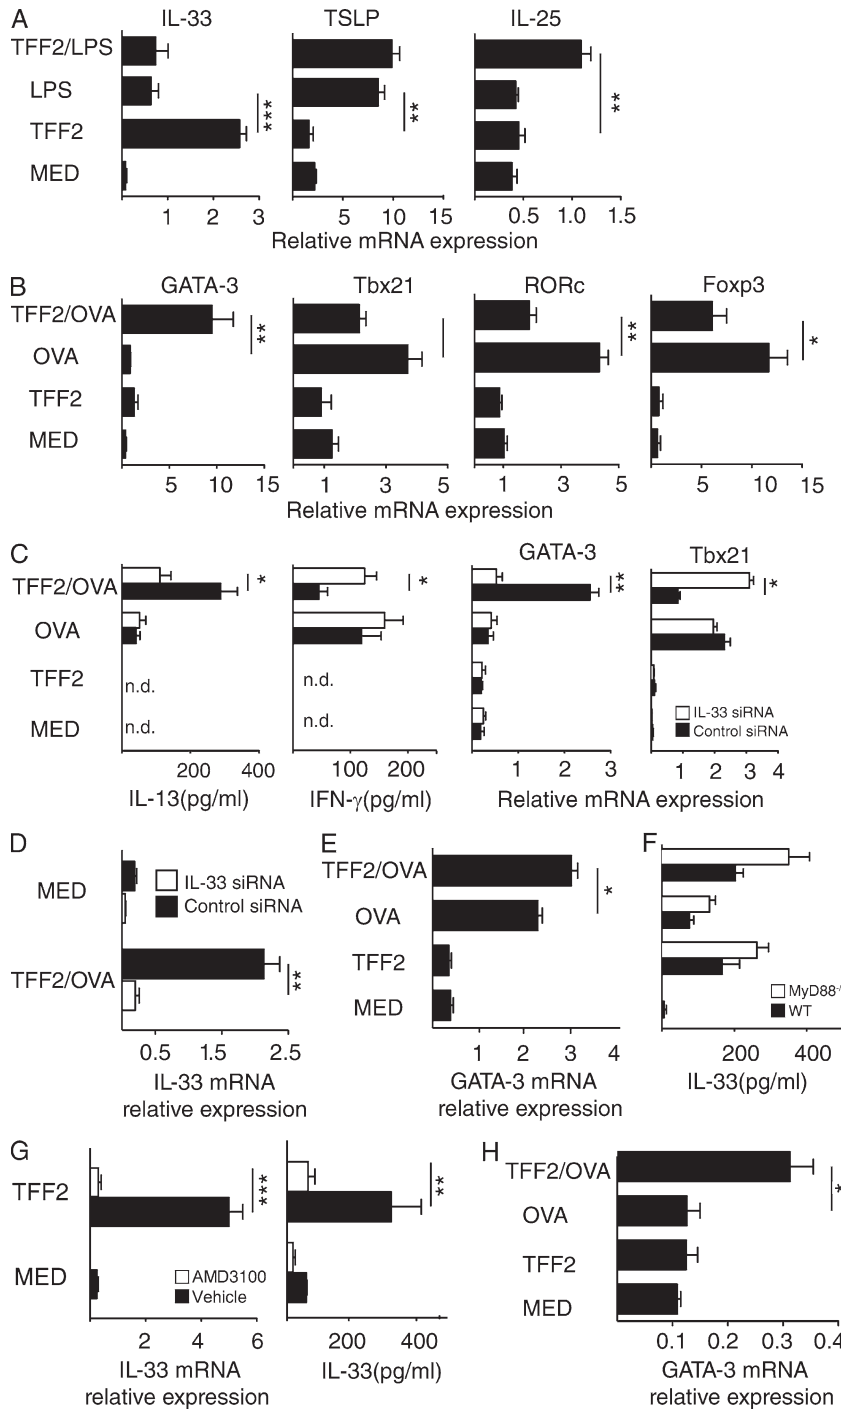 A IL-33 TSLP IL-25
TFF2/LPS
LPS
***
**
**
TFF2
MED
1 2 3 5 10 15 0.5 1.0 1.5
Relative mRNA expression
B GATA-3 Tbx21 RORc Foxp3
TFF2/OVA
**
**
*
OVA
TFF2
MED
5 10 15 1 3 5 1 3 5 5 10 15
Relative mRNA expression
C GATA-3 Tbx21
TFF2/OVA
*
*
**
*
OVA
TFF2 n.d. n.d.
IL-33 siRNA
MED n.d. n.d. Control siRNA
200 400 100 200 1 2 3 1 2 3 4
IL-13(pg/ml) IFN-γ(pg/ml) Relative mRNA expression
D E F
MED
IL-33 siRNA
Control siRNA
TFF2/OVA
**
0.5 1.5 2.5
IL-33 mRNA
relative expression
TFF2/OVA
*
OVA
TFF2
MED
1 2 3 4
GATA-3 mRNA
relative expression
MyD88-/
WT
200 400
IL-33(pg/ml)
G H
TFF2
***
**
MED
AMD3100
Vehicle
2 4 6 200 400
IL-33 mRNA
relative expression
IL-33(pg/ml)
TFF2/OVA
*
OVA
TFF2
MED
0.1 0.2 0.3 0.4
GATA-3 mRNA
relative expression